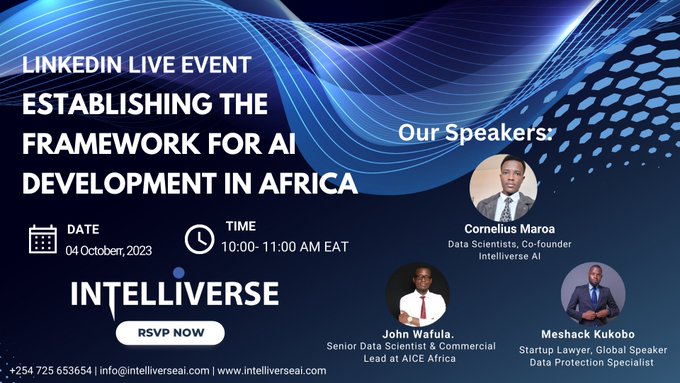 LINKEDIN LIVE EVENT
ESTABLISHING THE
FRAMEWORK FOR AI
DEVELOPMENT IN AFRICA
DATE
04 Octoberr, 2023
TIME
10:00- 11:00 AM EAT
INTELLIVERSE
RSVP NOW
+254 725 653654 | info@intelliverseai.com | www.intelliverseai.com
Our Speakers:
Cornelius Maroa
Data Scientists, Co-founder
Intelliverse AI
John Wafula.
Senior Data Scientist & Commercial
Lead at AICE Africa
Meshack Kukobo
Startup Lawyer, Global Speaker
Data Protection Specialist